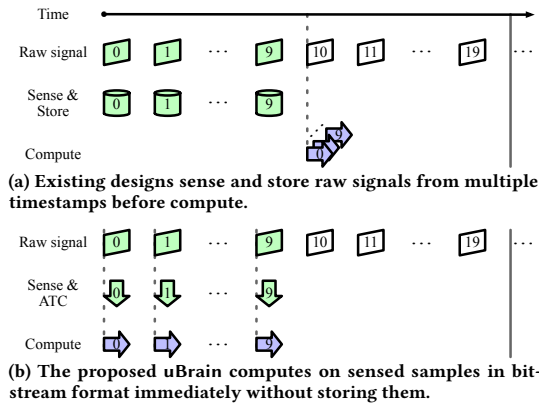 Time
Raw signal 0 1 ... 9 10 11 ... 19 ...
Sense &
Store
0 1 ... 9
Compute 0 ... 9
(a) Existing designs sense and store raw signals from multiple
timestamps before compute.
Raw signal 0 1 ... 9 10 11 ... 19 ...
Sense &
ATC
0 1 ... 9
Compute 0 1 ... 9
(b) The proposed uBrain computes on sensed samples in bit-
stream format immediately without storing them.